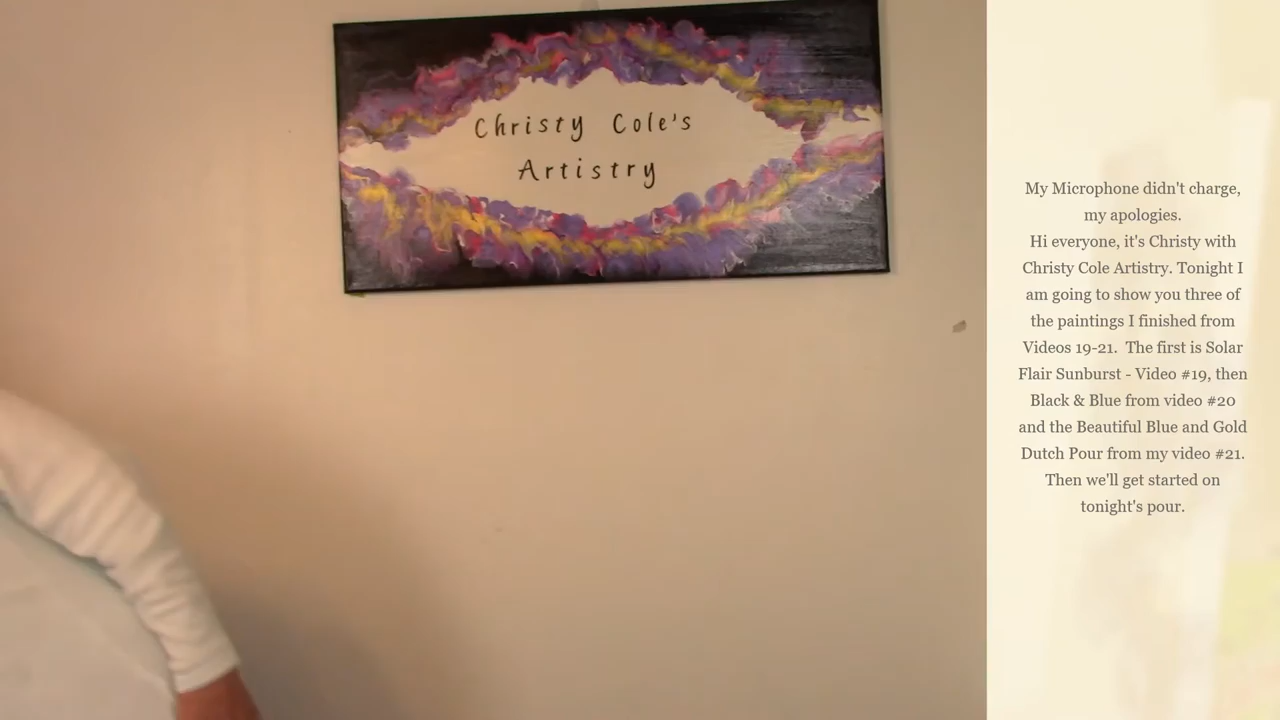 Christy Cole's
Artistry
My Microphone didn't charge,
my apologies.
Hi everyone, it's Christy with
Christy Cole Artistry. Tonight I
am going to show you three of
the paintings I finished from
Videos 19-21.  The first is Solar
Flair Sunburst - Video #19, then
Black & Blue from video #20
and the Beautiful Blue and Gold
Dutch Pour from my video #21.
Then we'll get started on
tonight's pour.